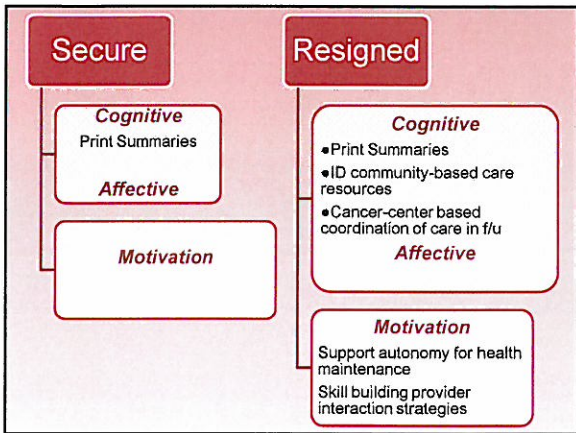 Secure
Cognitive
Print Summaries
Affective
Motivation
Resigned
Cognitive
●Print Summaries
●ID community-based care
resources
●Cancer-center based
coordination of care in f/u
Affective
Motivation
Support autonomy for health
maintenance
Skill building provider
interaction strategies